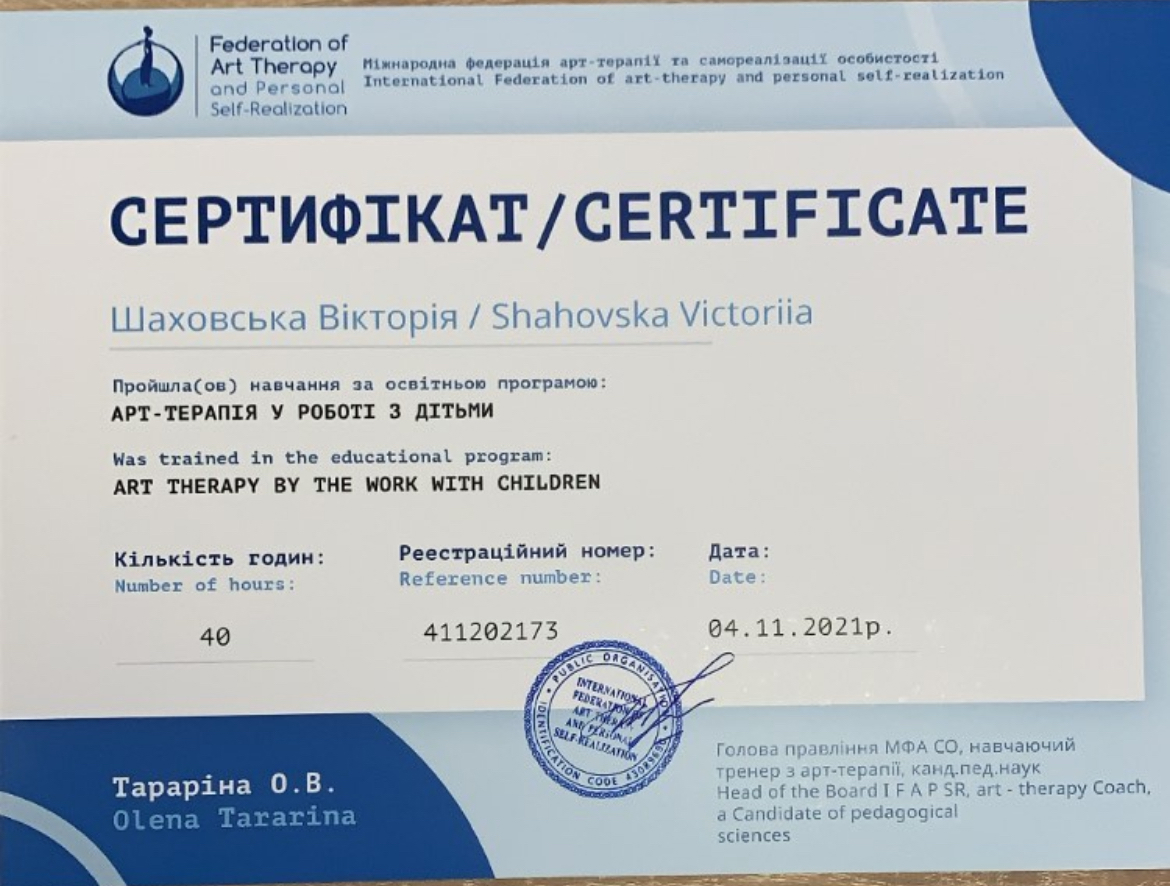 Federation of
Art Therapy
and Personal
Self-Realization
Міжнародна федерація арт-терапії та самореалізації особистості
International Federation of art-therapy and personal self-realization
СЕРТИФІКАТ/CERTIFICATE
Шаховська Вікторія / Shahovska Victoriia
Пройшла(ов) навчання за освітньою програмою:
АРТ-ТЕРАПІЯ У РОБОТІ З ДІТЬМИ
Was trained in the educational program:
ART THERAPY BY THE WORK WITH CHILDREN
Кількість годин:
Number of hours:
40
Реестраційний номер:
Reference number:
411202173
Дата:
Date:
04.11.2021р.
PUBLIC ORGANISATION
INTERNATIONAL
FEDERATION OF
ART THERAPY
AND PERSONAL
SELF-REALIZATION
IDENTIFICATION CODE
Тараріна О.В.
Olena Tararina
Голова правління МФА СО, навчаючий
тренер з арт-терапії, канд.пед.наук
Head of the Board I F A P SR, art - therapy Coach,
a Candidate of pedagogical
sciences